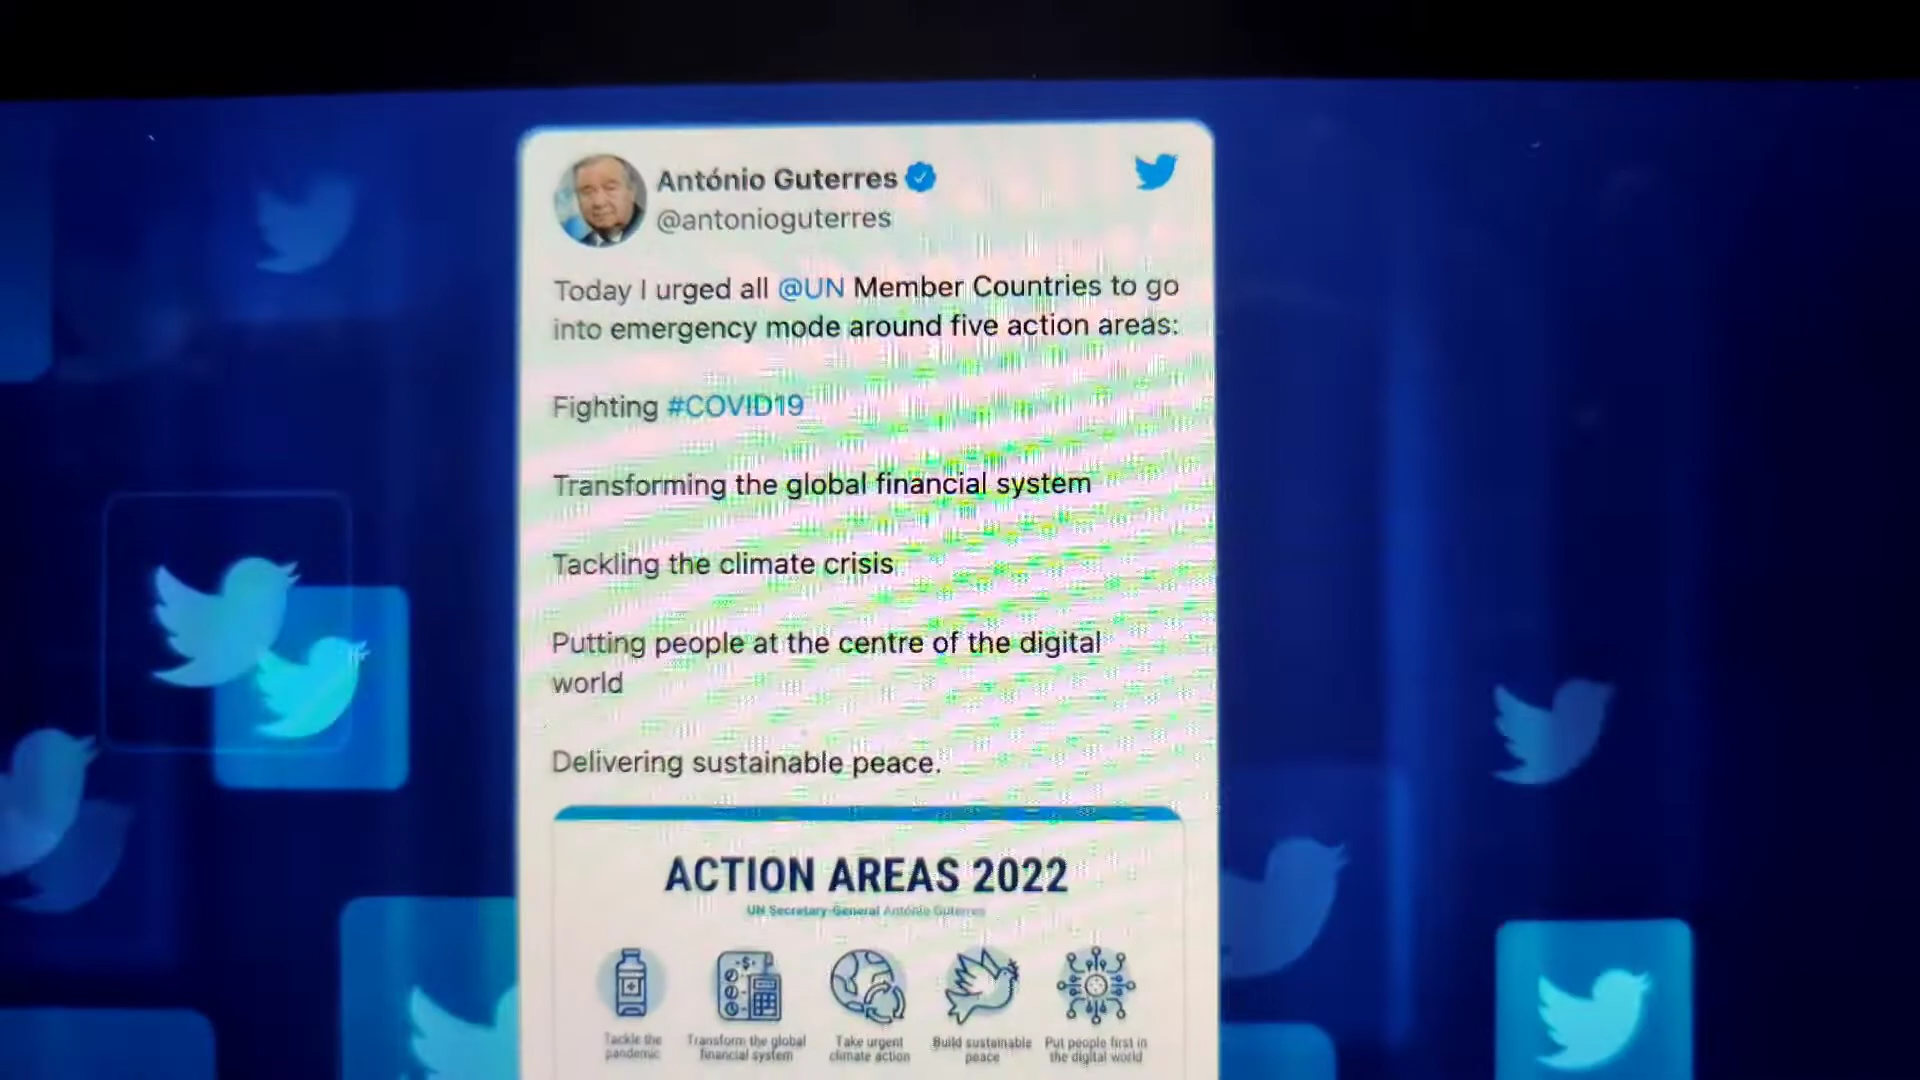 António Guterres
@antonioguterres
Today I urged all @UN Member Countries to go
into emergency mode around five action areas:
Fighting #COVID19
Transforming the global financial system
Tackling the climate crisis
Putting people at the centre of the digital
world
Delivering sustainable peace.
ACTION AREAS 2022
UN Secretary-General António Guterres
Tackle the
pandemic
Transform the global
financial system
Take urgent
climate action
Build sustainable
peace
Put people first in
the digital world